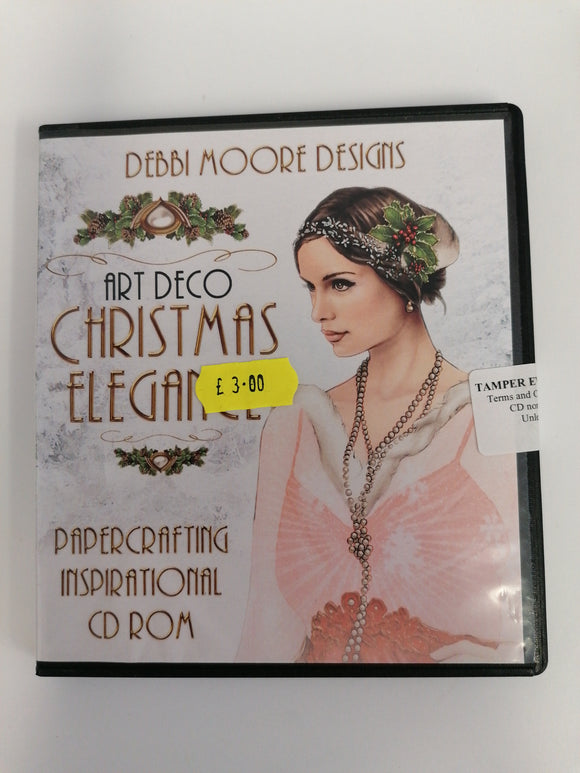 DEBBI MOORE DESIGNS
ART DECO
CHRISTMAS
£ 3.00
PAPERCRAFTING
INSPIRATIONAL
CD ROM
TAMPER
Terms and
CD